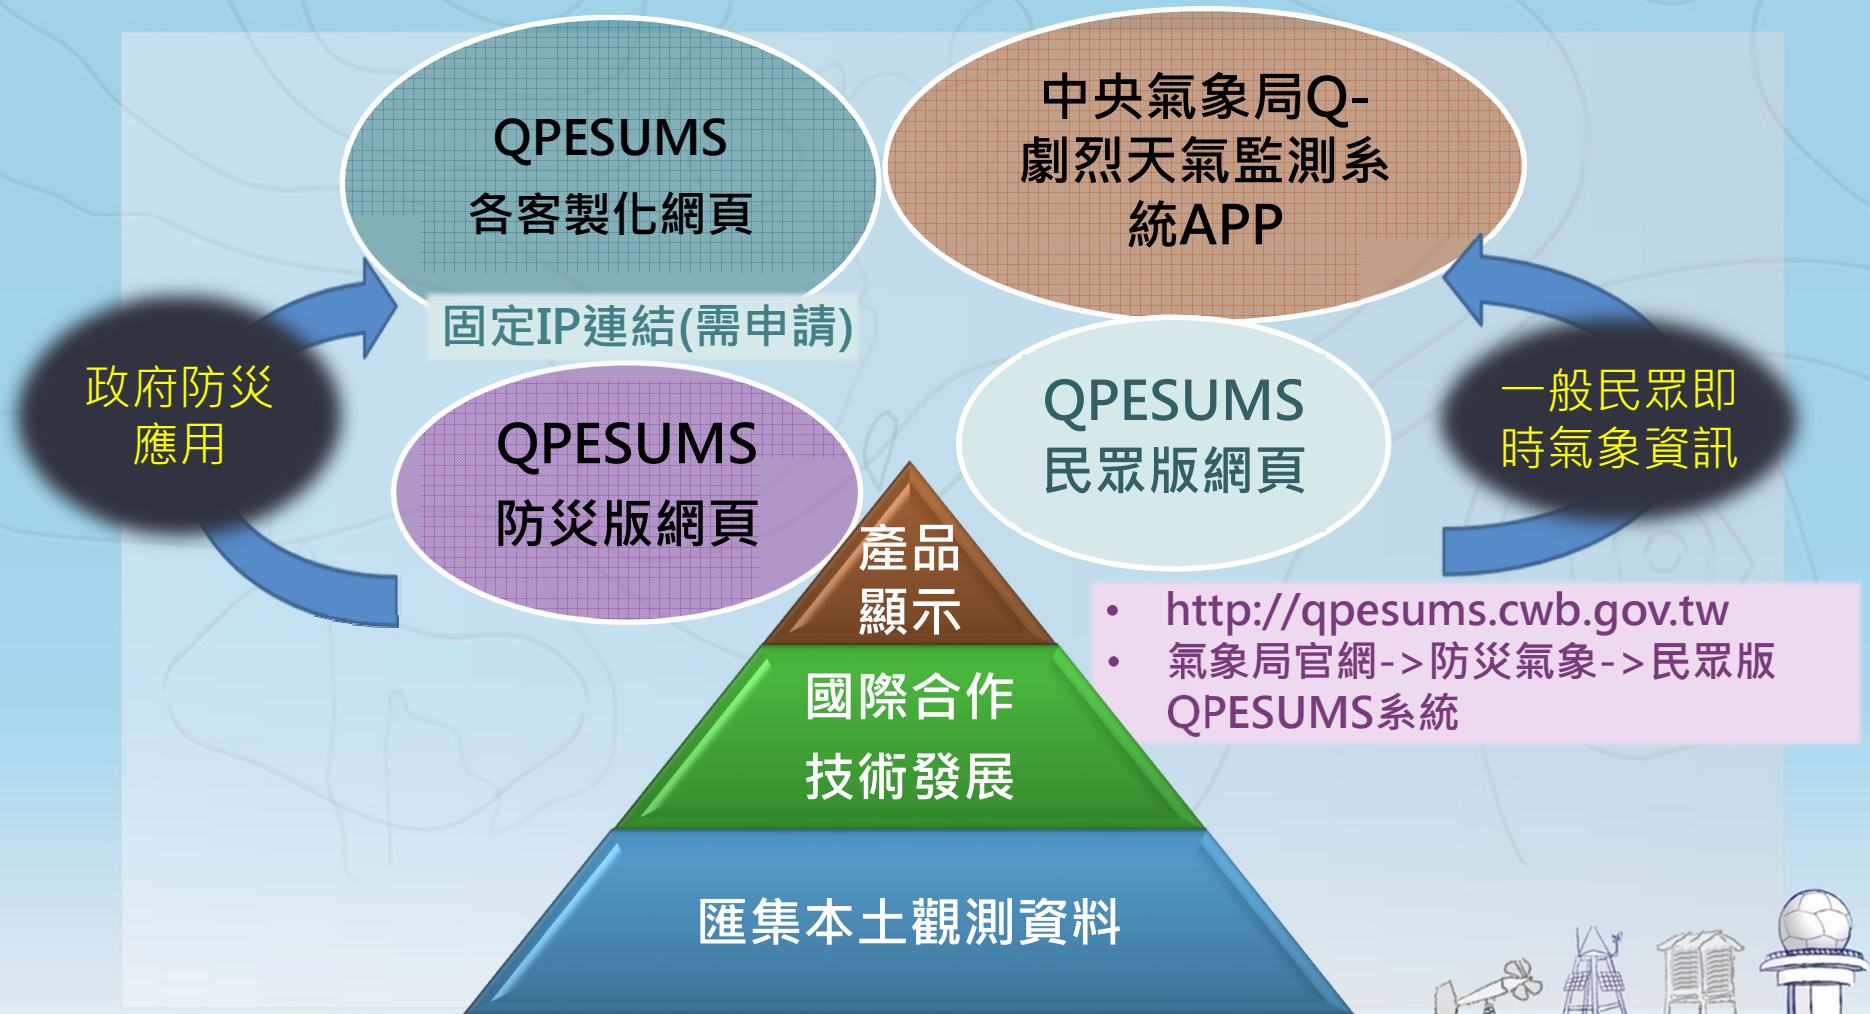 QPESUMS
各客製化網頁
中央氣象局Q-
劇烈天氣監測系
統APP
固定IP連結(需申請)
政府防災
應用
QPESUMS
防災版網頁
QPESUMS
民眾版網頁
一般民眾即
時氣象資訊
• http://qpesums.cwb.gov.tw
• 氣象局官網->防災氣象->民眾版
QPESUMS系統
產品
顯示
國際合作
技術發展
匯集本土觀測資料